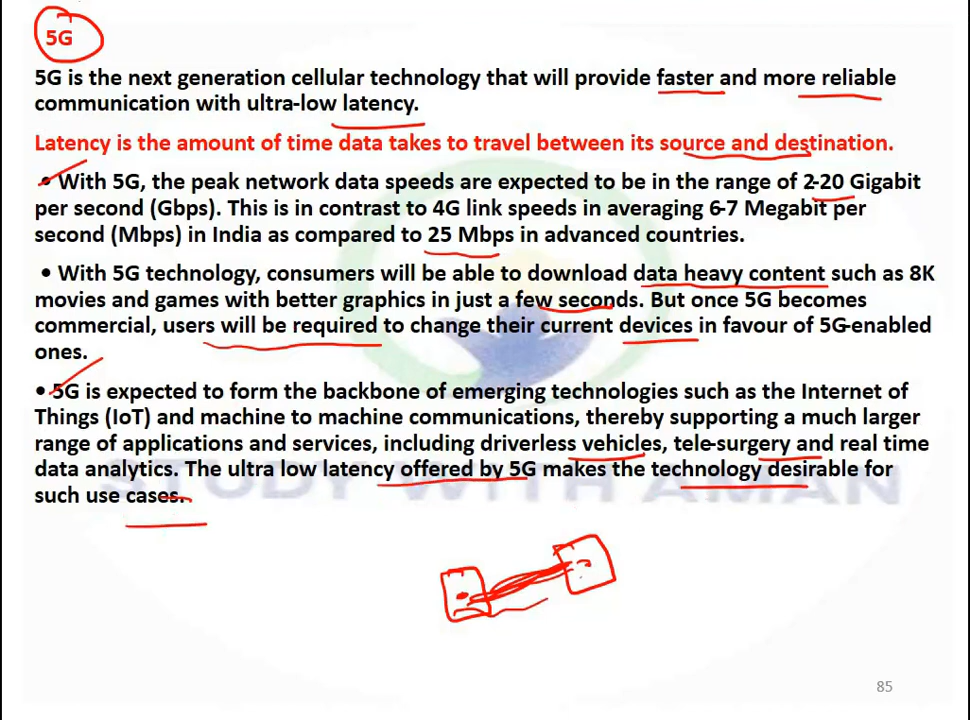 5G
5G is the next generation cellular technology that will provide faster and more reliable
communication with ultra-low latency.
Latency is the amount of time data takes to travel between its source and destination.
• With 5G, the peak network data speeds are expected to be in the range of 2-20 Gigabit
per second (Gbps). This is in contrast to 4G link speeds in averaging 6-7 Megabit per
second (Mbps) in India as compared to 25 Mbps in advanced countries.
• With 5G technology, consumers will be able to download data heavy content such as 8K
movies and games with better graphics in just a few seconds. But once 5G becomes
commercial, users will be required to change their current devices in favour of 5G-enabled
ones.
• 5G is expected to form the backbone of emerging technologies such as the Internet of
Things (IoT) and machine to machine communications, thereby supporting a much larger
range of applications and services, including driverless vehicles, tele-surgery and real time
data analytics. The ultra low latency offered by 5G makes the technology desirable for
such use cases.
STUDY WITH AMAN
85